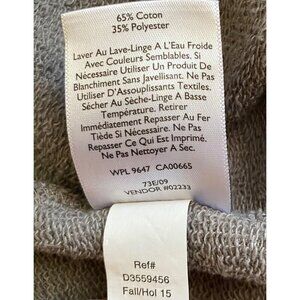 65% Coton
35% Polyester
Laver Au Lave-Linge A L'Eau Froide
Avec Couleurs Semblables. Si
Nécessaire Utiliser Un Produit De
Blanchiment Sans Javellisant. Ne Pas
Utiliser D'Assouplissants Textiles.
Sécher Au Sèche-Linge A Basse
Température. Retirer
Immediatement Repasser Au Fer
Tiède Si Nécessaire. Ne Pas
Repasser Ce Qui Est Imprimé.
Ne Pas Nettoyer A Sec.
WPL 9647 CA00665
73E/09
VENDOR #02233
Ref#
D3559456
Fall/Hol 15